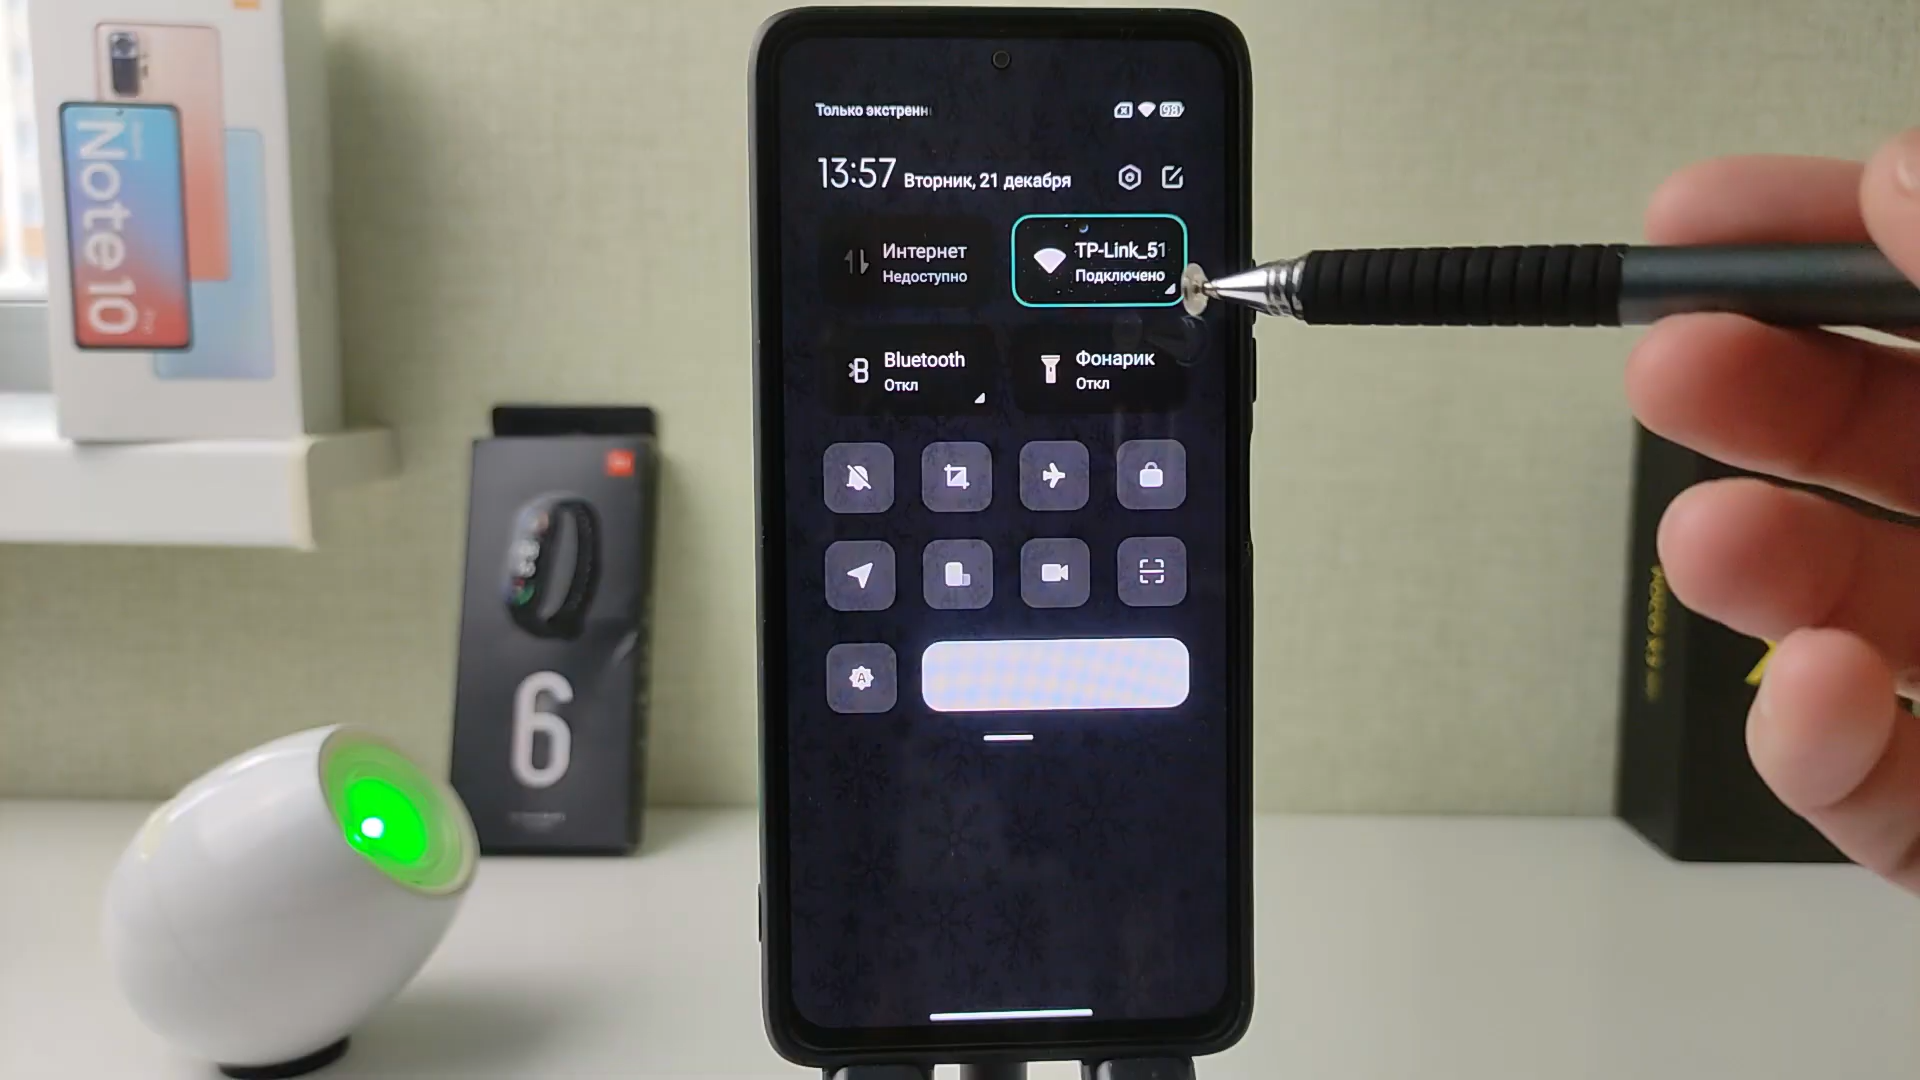 Только экстренн
98
13:57 Вторник, 21 декабря
Интернет
Недоступно
TP-Link_51
Подключено
Bluetooth
Откл
Фонарик
Откл
A
Note 10
6